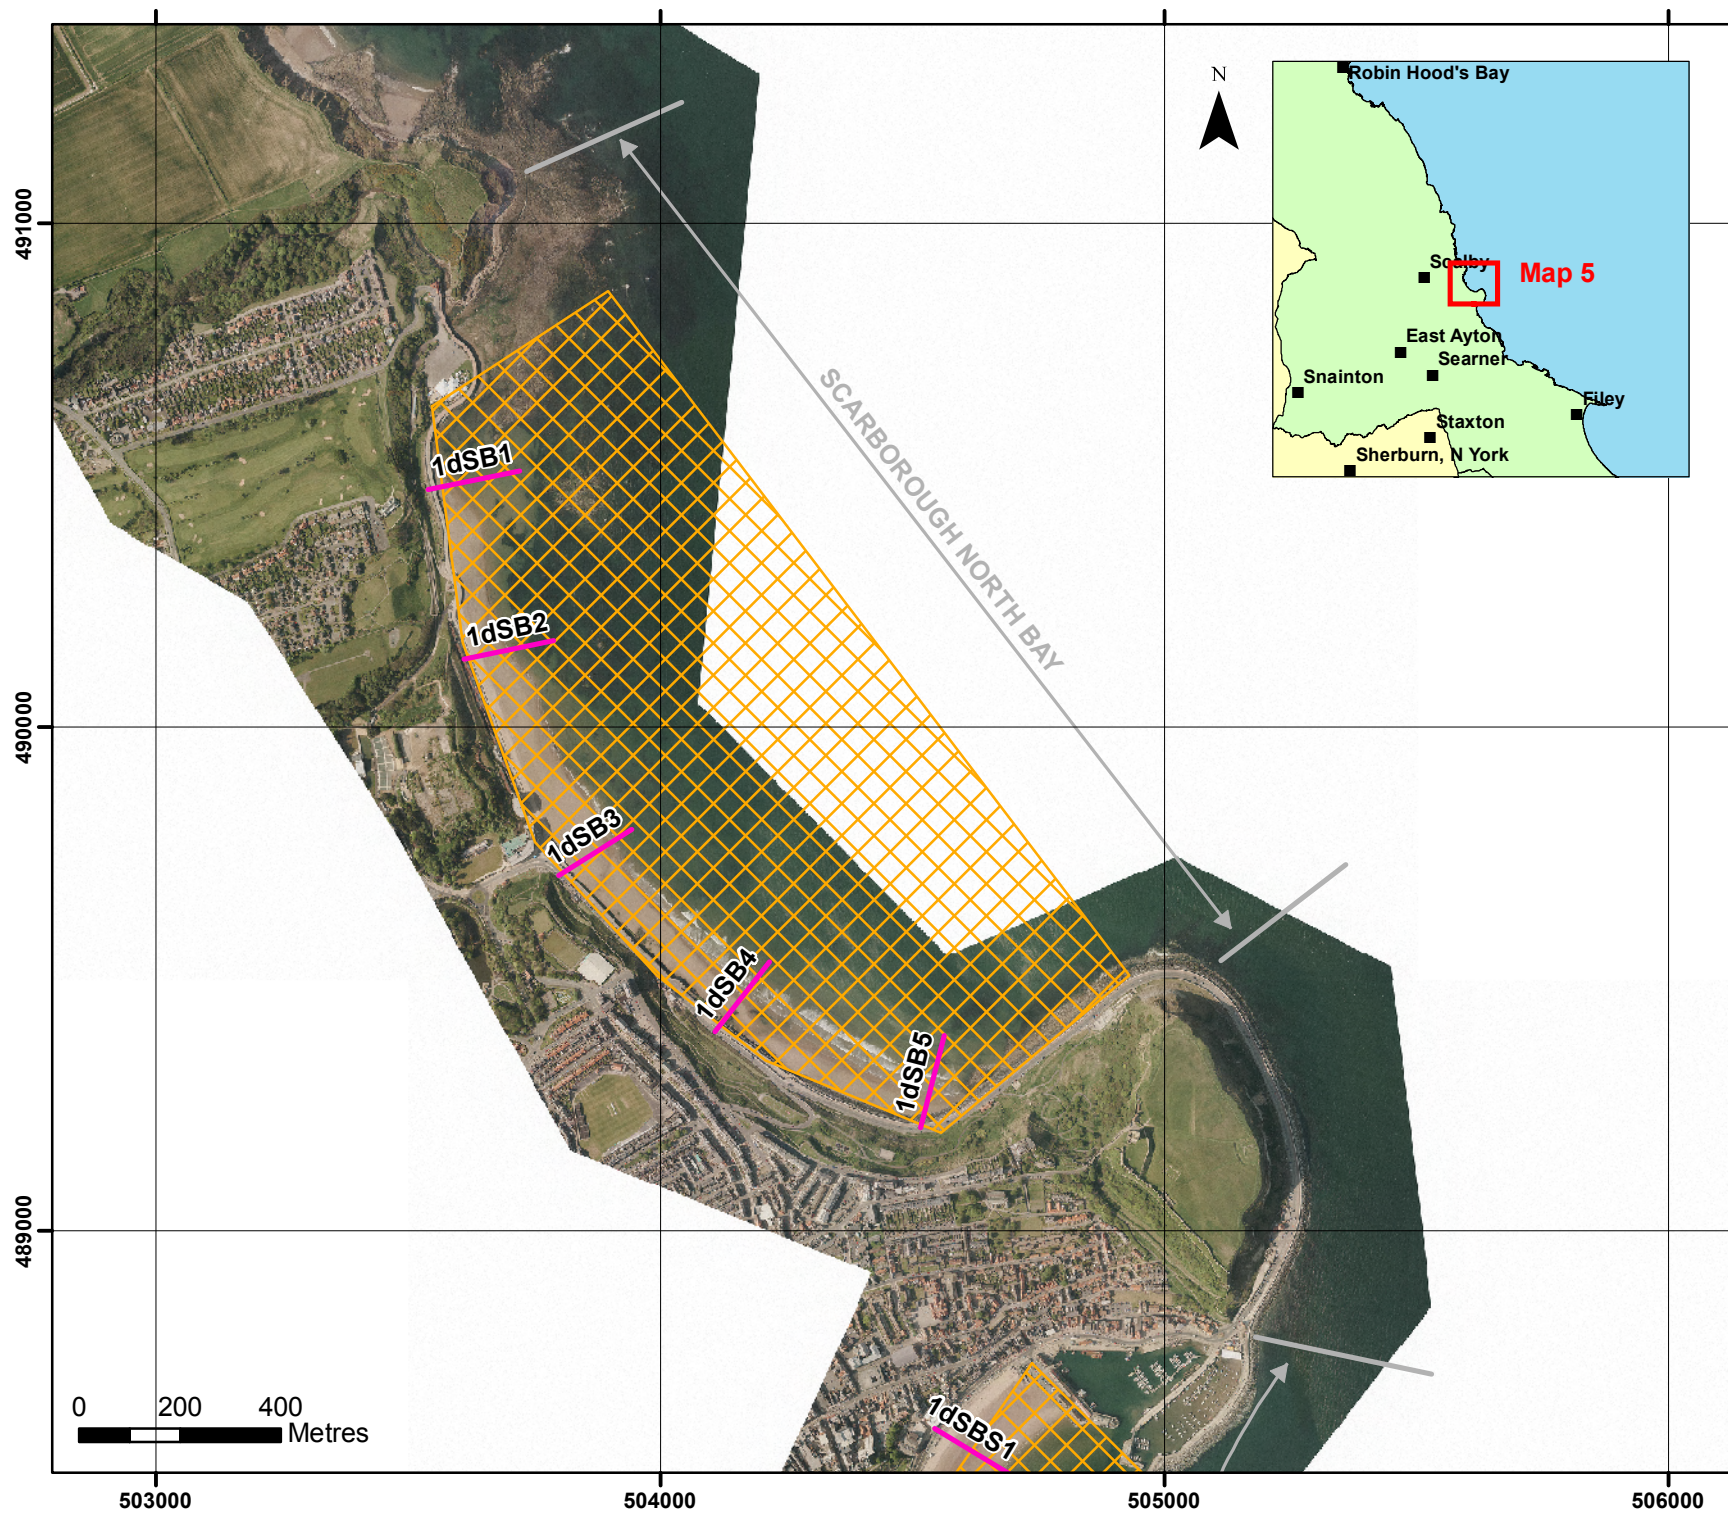 N
Robin Hood's Bay
Scalby
Map 5
East Ayton
Searner
Snainton
Filey
Staxton
Sherburn, N York
491000
490000
489000
1dSB1
1dSB2
1dSB3
1dSB4
1dSB5
1dSBS1
SCARBOROUGH NORTH BAY
0 200 400
Metres
503000 504000 505000 506000